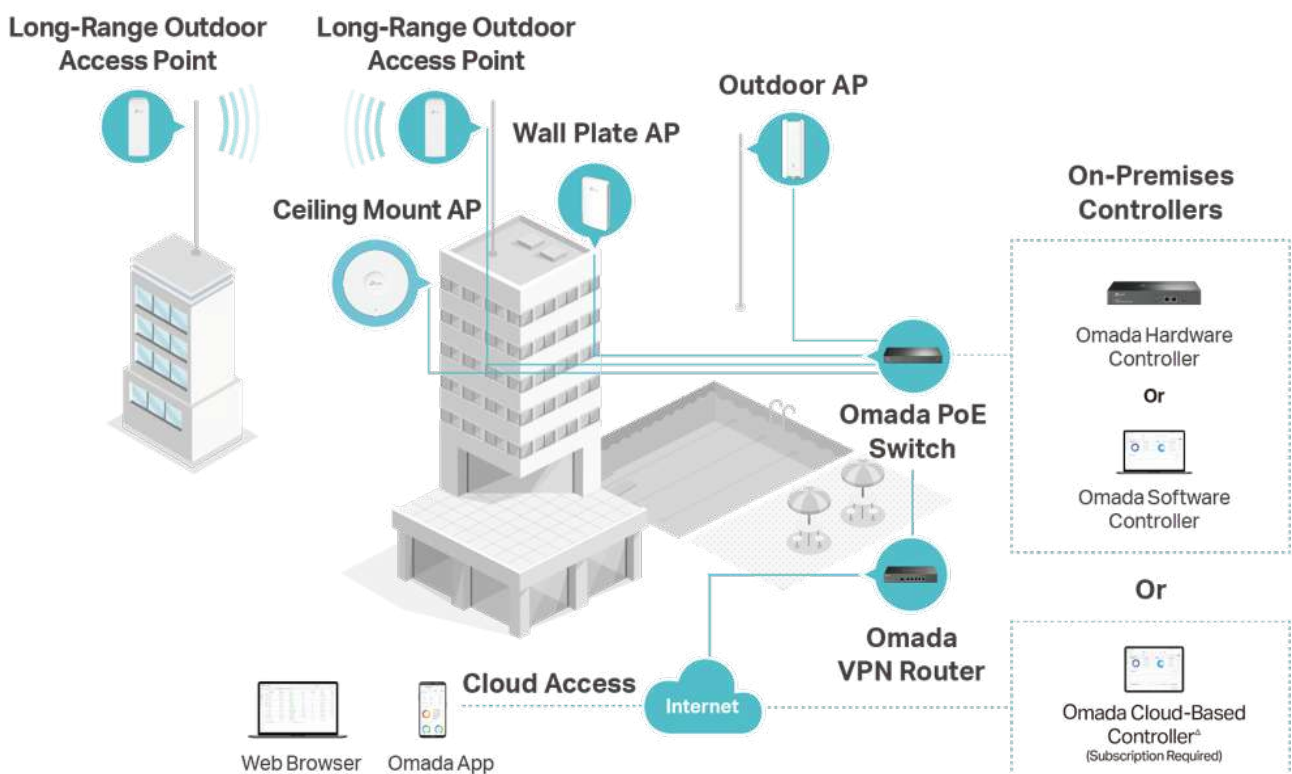 Long-Range Outdoor
Access Point
Long-Range Outdoor
Access Point
Outdoor AP
Wall Plate AP
Ceiling Mount AP
On-Premises
Controllers
Omada Hardware
Controller
Or
Omada Software
Controller
Omada PoE
Switch
Or
Omada
VPN Router
Cloud Access
Internet
Omada Cloud-Based
Controller△
(Subscription Required)
Web Browser
Omada App